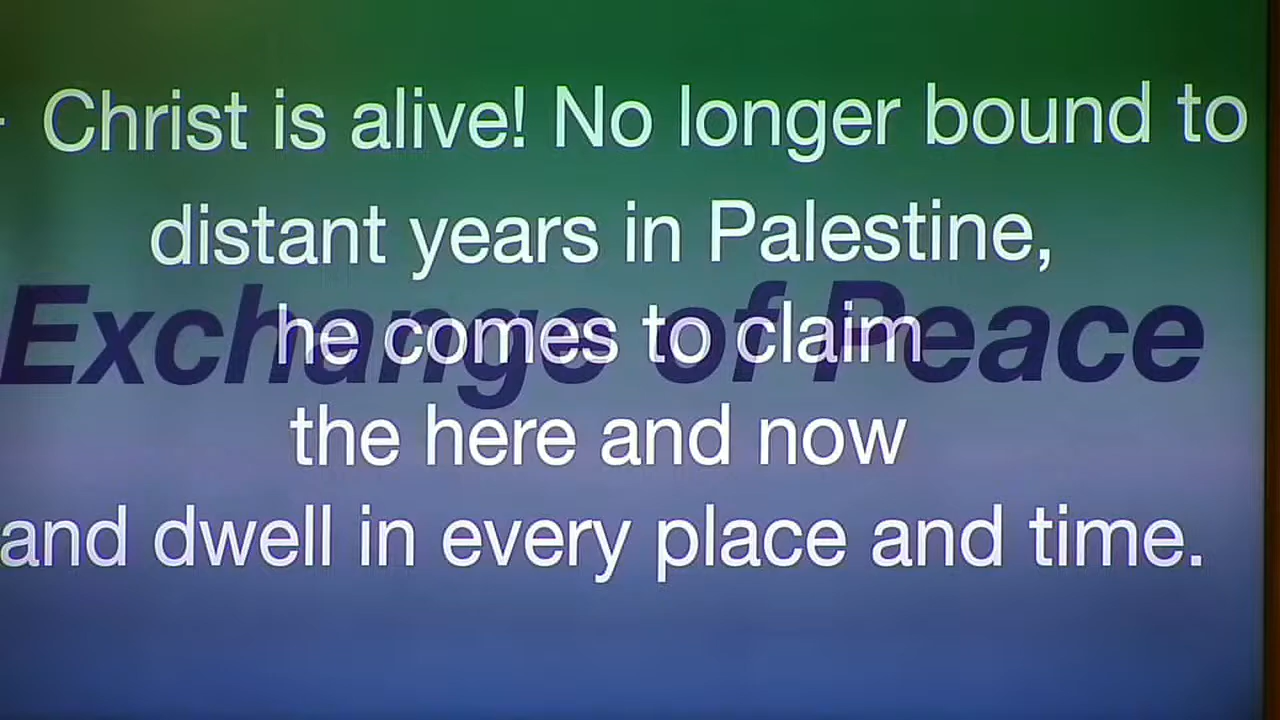 - Christ is alive! No longer bound to
distant years in Palestine,
Exchange of Peace
he comes to claim
the here and now
and dwell in every place and time.